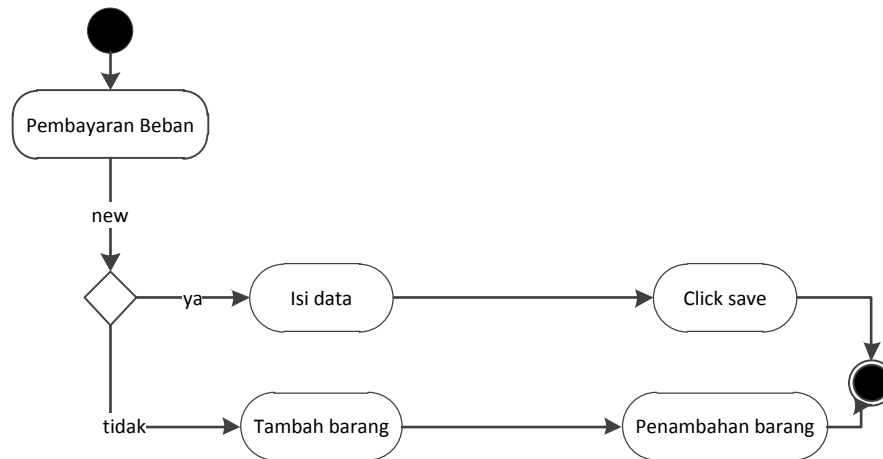 Pembayaran Beban
new
ya
Isi data
Click save
tidak
Tambah barang
Penambahan barang